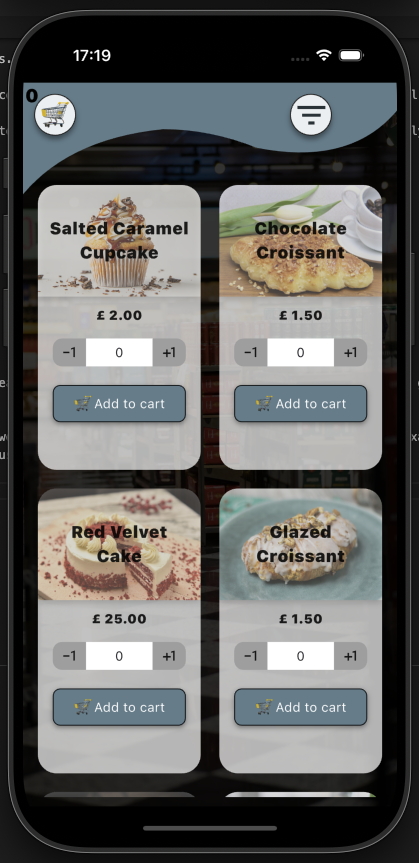 17:19
0
Salted Caramel
Cupcake
£ 2.00
-1 0 +1
Add to cart
Chocolate
Croissant
£ 1.50
-1 0 +1
Add to cart
Red Velvet
Cake
£ 25.00
-1 0 +1
Add to cart
Glazed
Croissant
£ 1.50
-1 0 +1
Add to cart